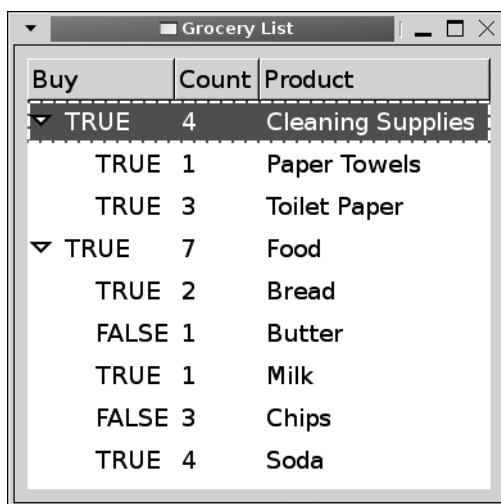 Grocery List
Buy Count Product
TRUE 4 Cleaning Supplies
TRUE 1 Paper Towels
TRUE 3 Toilet Paper
TRUE 7 Food
TRUE 2 Bread
FALSE 1 Butter
TRUE 1 Milk
FALSE 3 Chips
TRUE 4 Soda